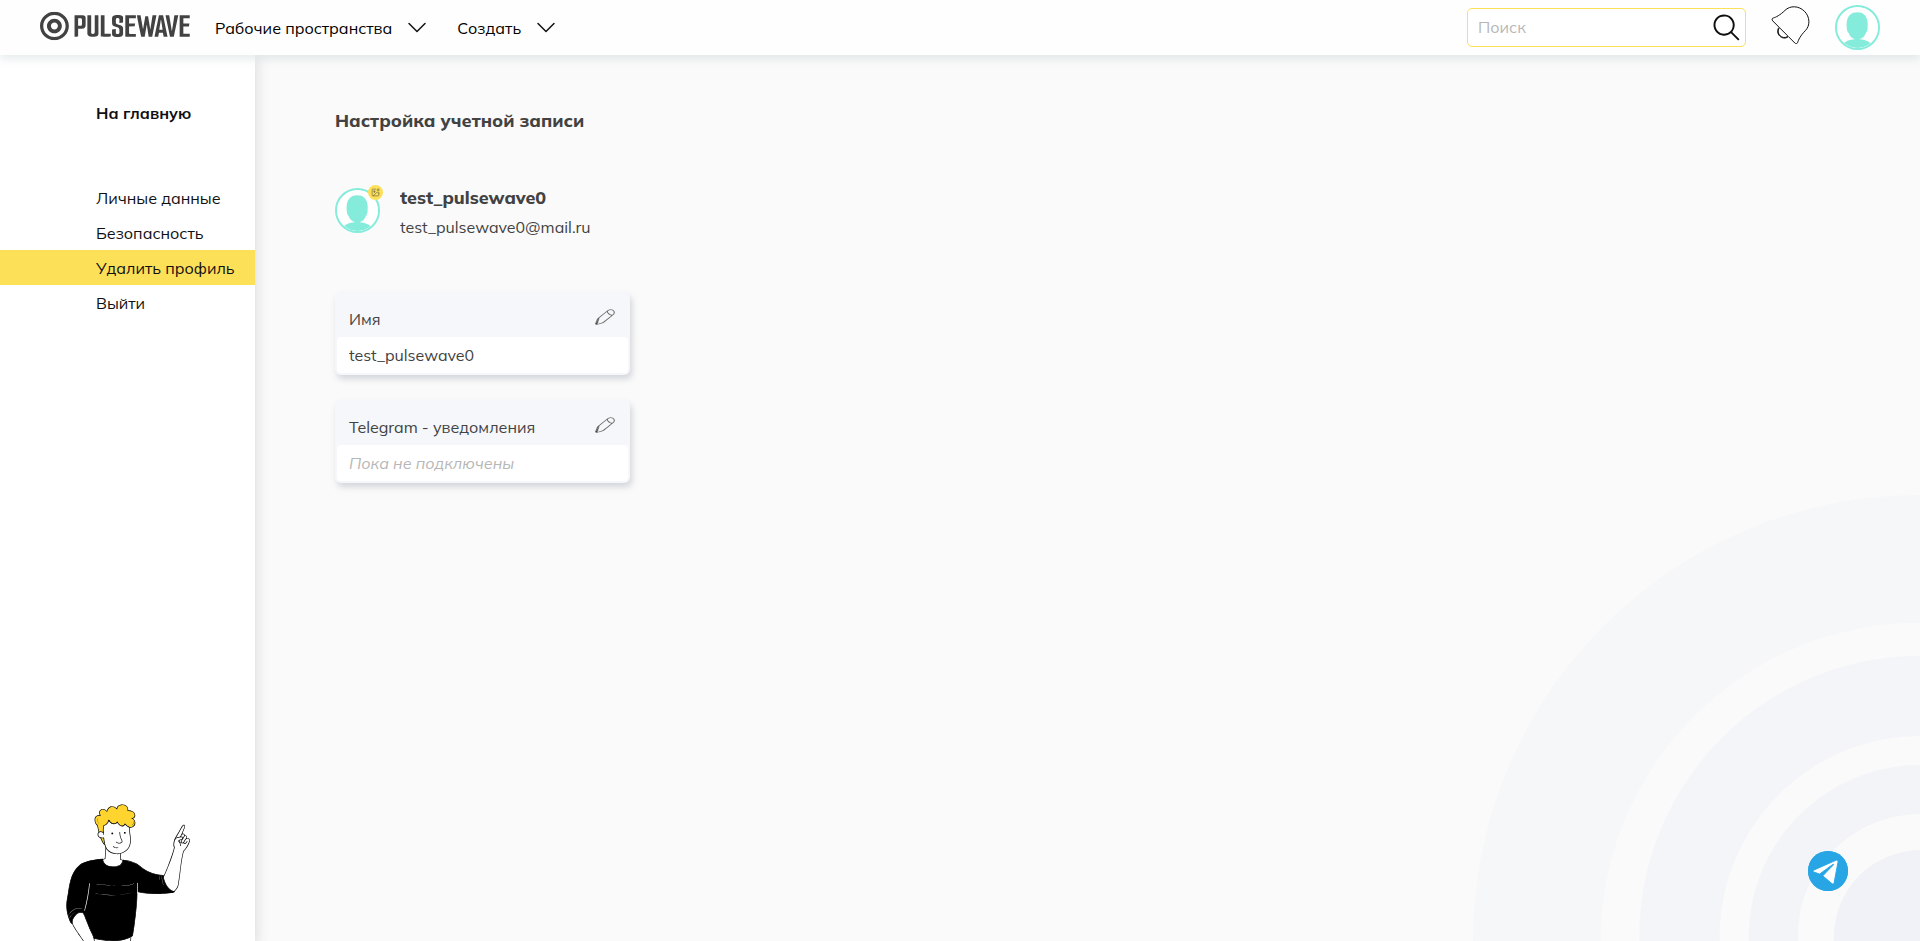 PULSEWAVE Рабочие пространства Создать Поиск
На главную
Личные данные
Безопасность
Удалить профиль
Выйти
Настройка учетной записи
test_pulsewave0
test_pulsewave0@mail.ru
Имя
test_pulsewave0
Telegram - уведомления
Пока не подключены